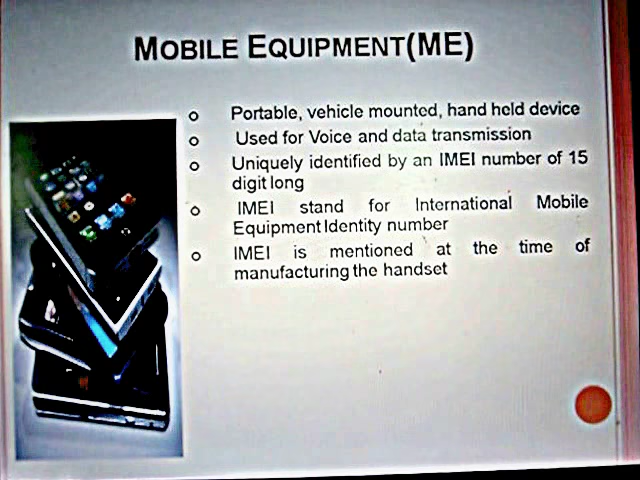 MOBILE EQUIPMENT(ME)
Portable, vehicle mounted, hand held device
Used for Voice and data transmission
Uniquely identified by an IMEI number of 15
digit long
IMEI stand for International Mobile
Equipment Identity number
IMEI is mentioned at the time of
manufacturing the handset